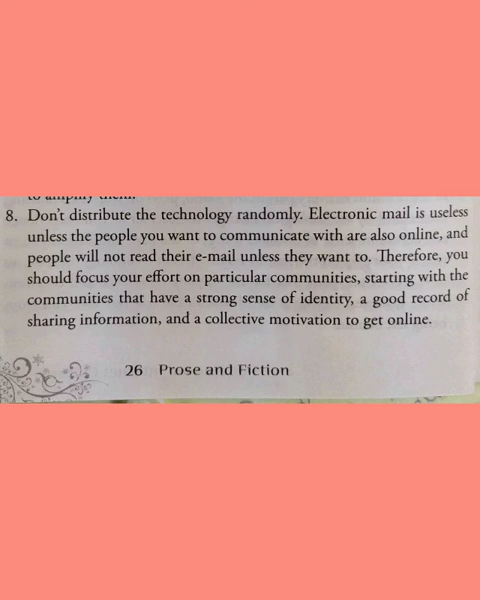 to amplify them.
8. Don't distribute the technology randomly. Electronic mail is useless
unless the people you want to communicate with are also online, and
people will not read their e-mail unless they want to. Therefore, you
should focus your effort on particular communities, starting with the
communities that have a strong sense of identity, a good record of
sharing information, and a collective motivation to get online.
26 Prose and Fiction